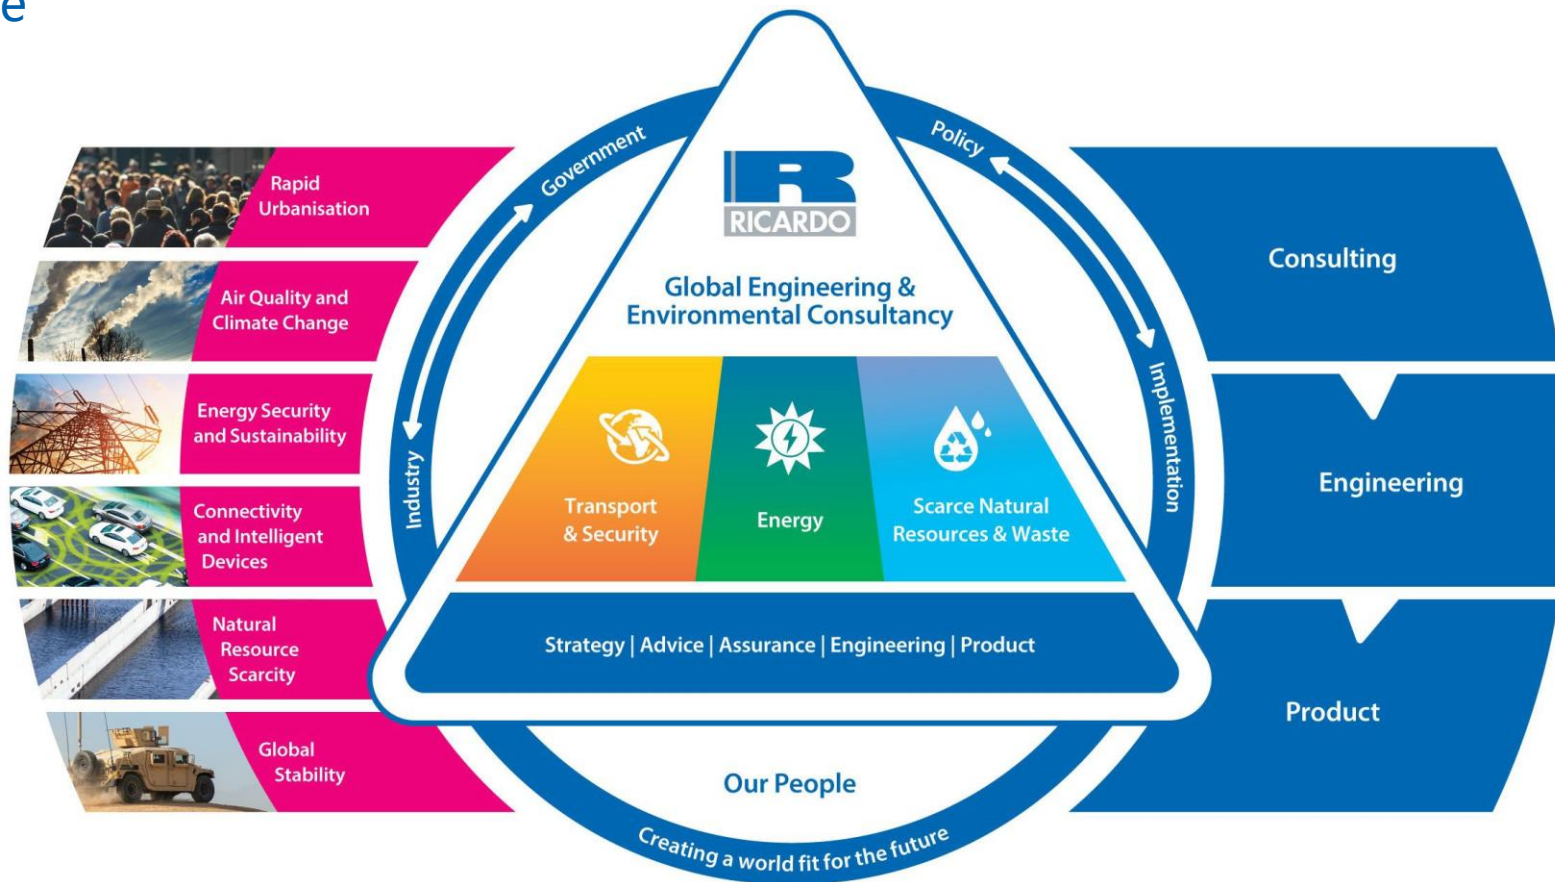 e
Rapid
Urbanisation
Air Quality and
Climate Change
Energy Security
and Sustainability
Connectivity
and Intelligent
Devices
Natural
Resource
Scarcity
Global
Stability
Government
Industry
Policy
Implementation
R
RICARDO
Global Engineering &
Environmental Consultancy
Transport
& Security
Energy
Scarce Natural
Resources & Waste
Strategy | Advice | Assurance | Engineering | Product
Our People
Creating a world fit for the future
Consulting
Engineering
Product